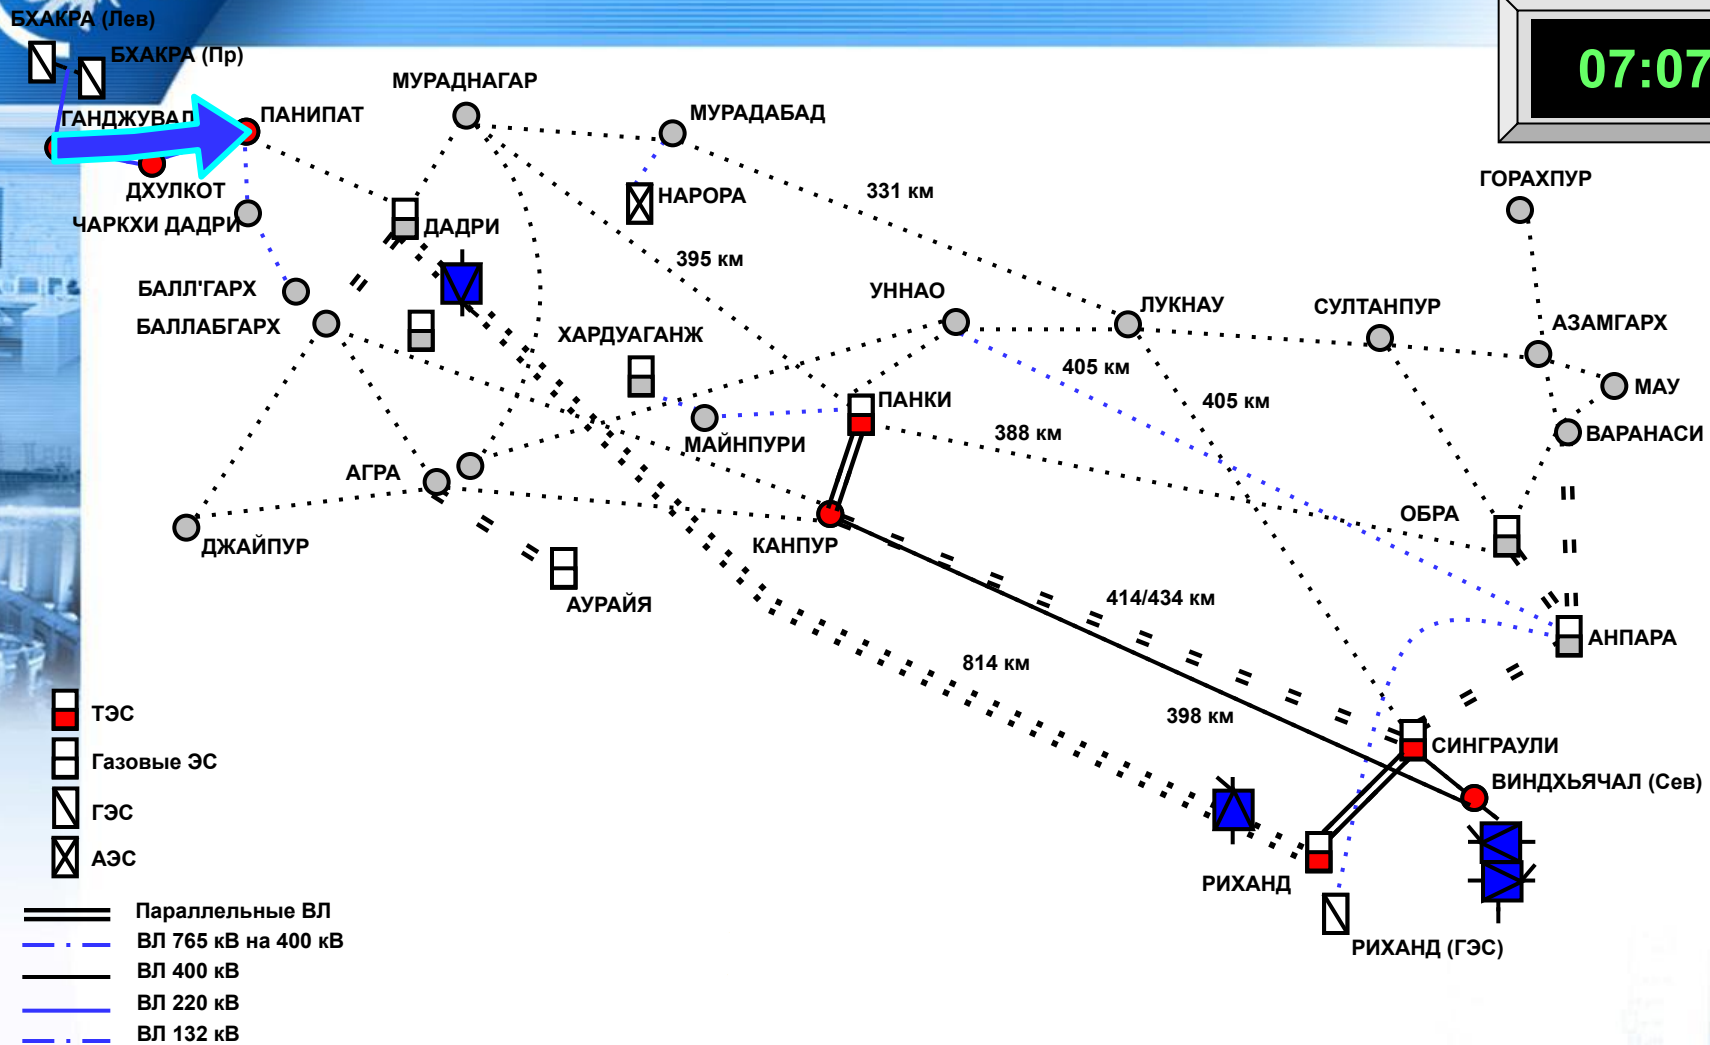 БХАКРА (Лев)
БХАКРА (Пр)
07:07
МУРАДНАГАР
ГАНДЖУВАЛ
ПАНИПАТ
МУРАДАБАД
ДХУЛКОТ
331 км
ГОРАХПУР
НАРОРА
ЧАРКХИ ДАДРИ
ДАДРИ
395 км
БАЛЛ'ГАРХ
УННАО
ЛУКНАУ
СУЛТАНПУР
БАЛЛАБГАРХ
ХАРДУАГАНЖ
АЗАМГАРХ
405 км
МАУ
ПАНКИ
405 км
388 км
ВАРАНАСИ
МАЙНПУРИ
АГРА
ОБРА
ДЖАЙПУР
КАНПУР
АУРАЙЯ
414/434 км
АНПАРА
814 км
398 км
ТЭС
СИНГРАУЛИ
Газовые ЭС
ВИНДХЬЯЧАЛ (Сев)
ГЭС
АЭС
РИХАНД
Параллельные ВЛ
ВЛ 765 кВ на 400 кВ
РИХАНД (ГЭС)
ВЛ 400 кВ
ВЛ 220 кВ
ВЛ 132 кВ